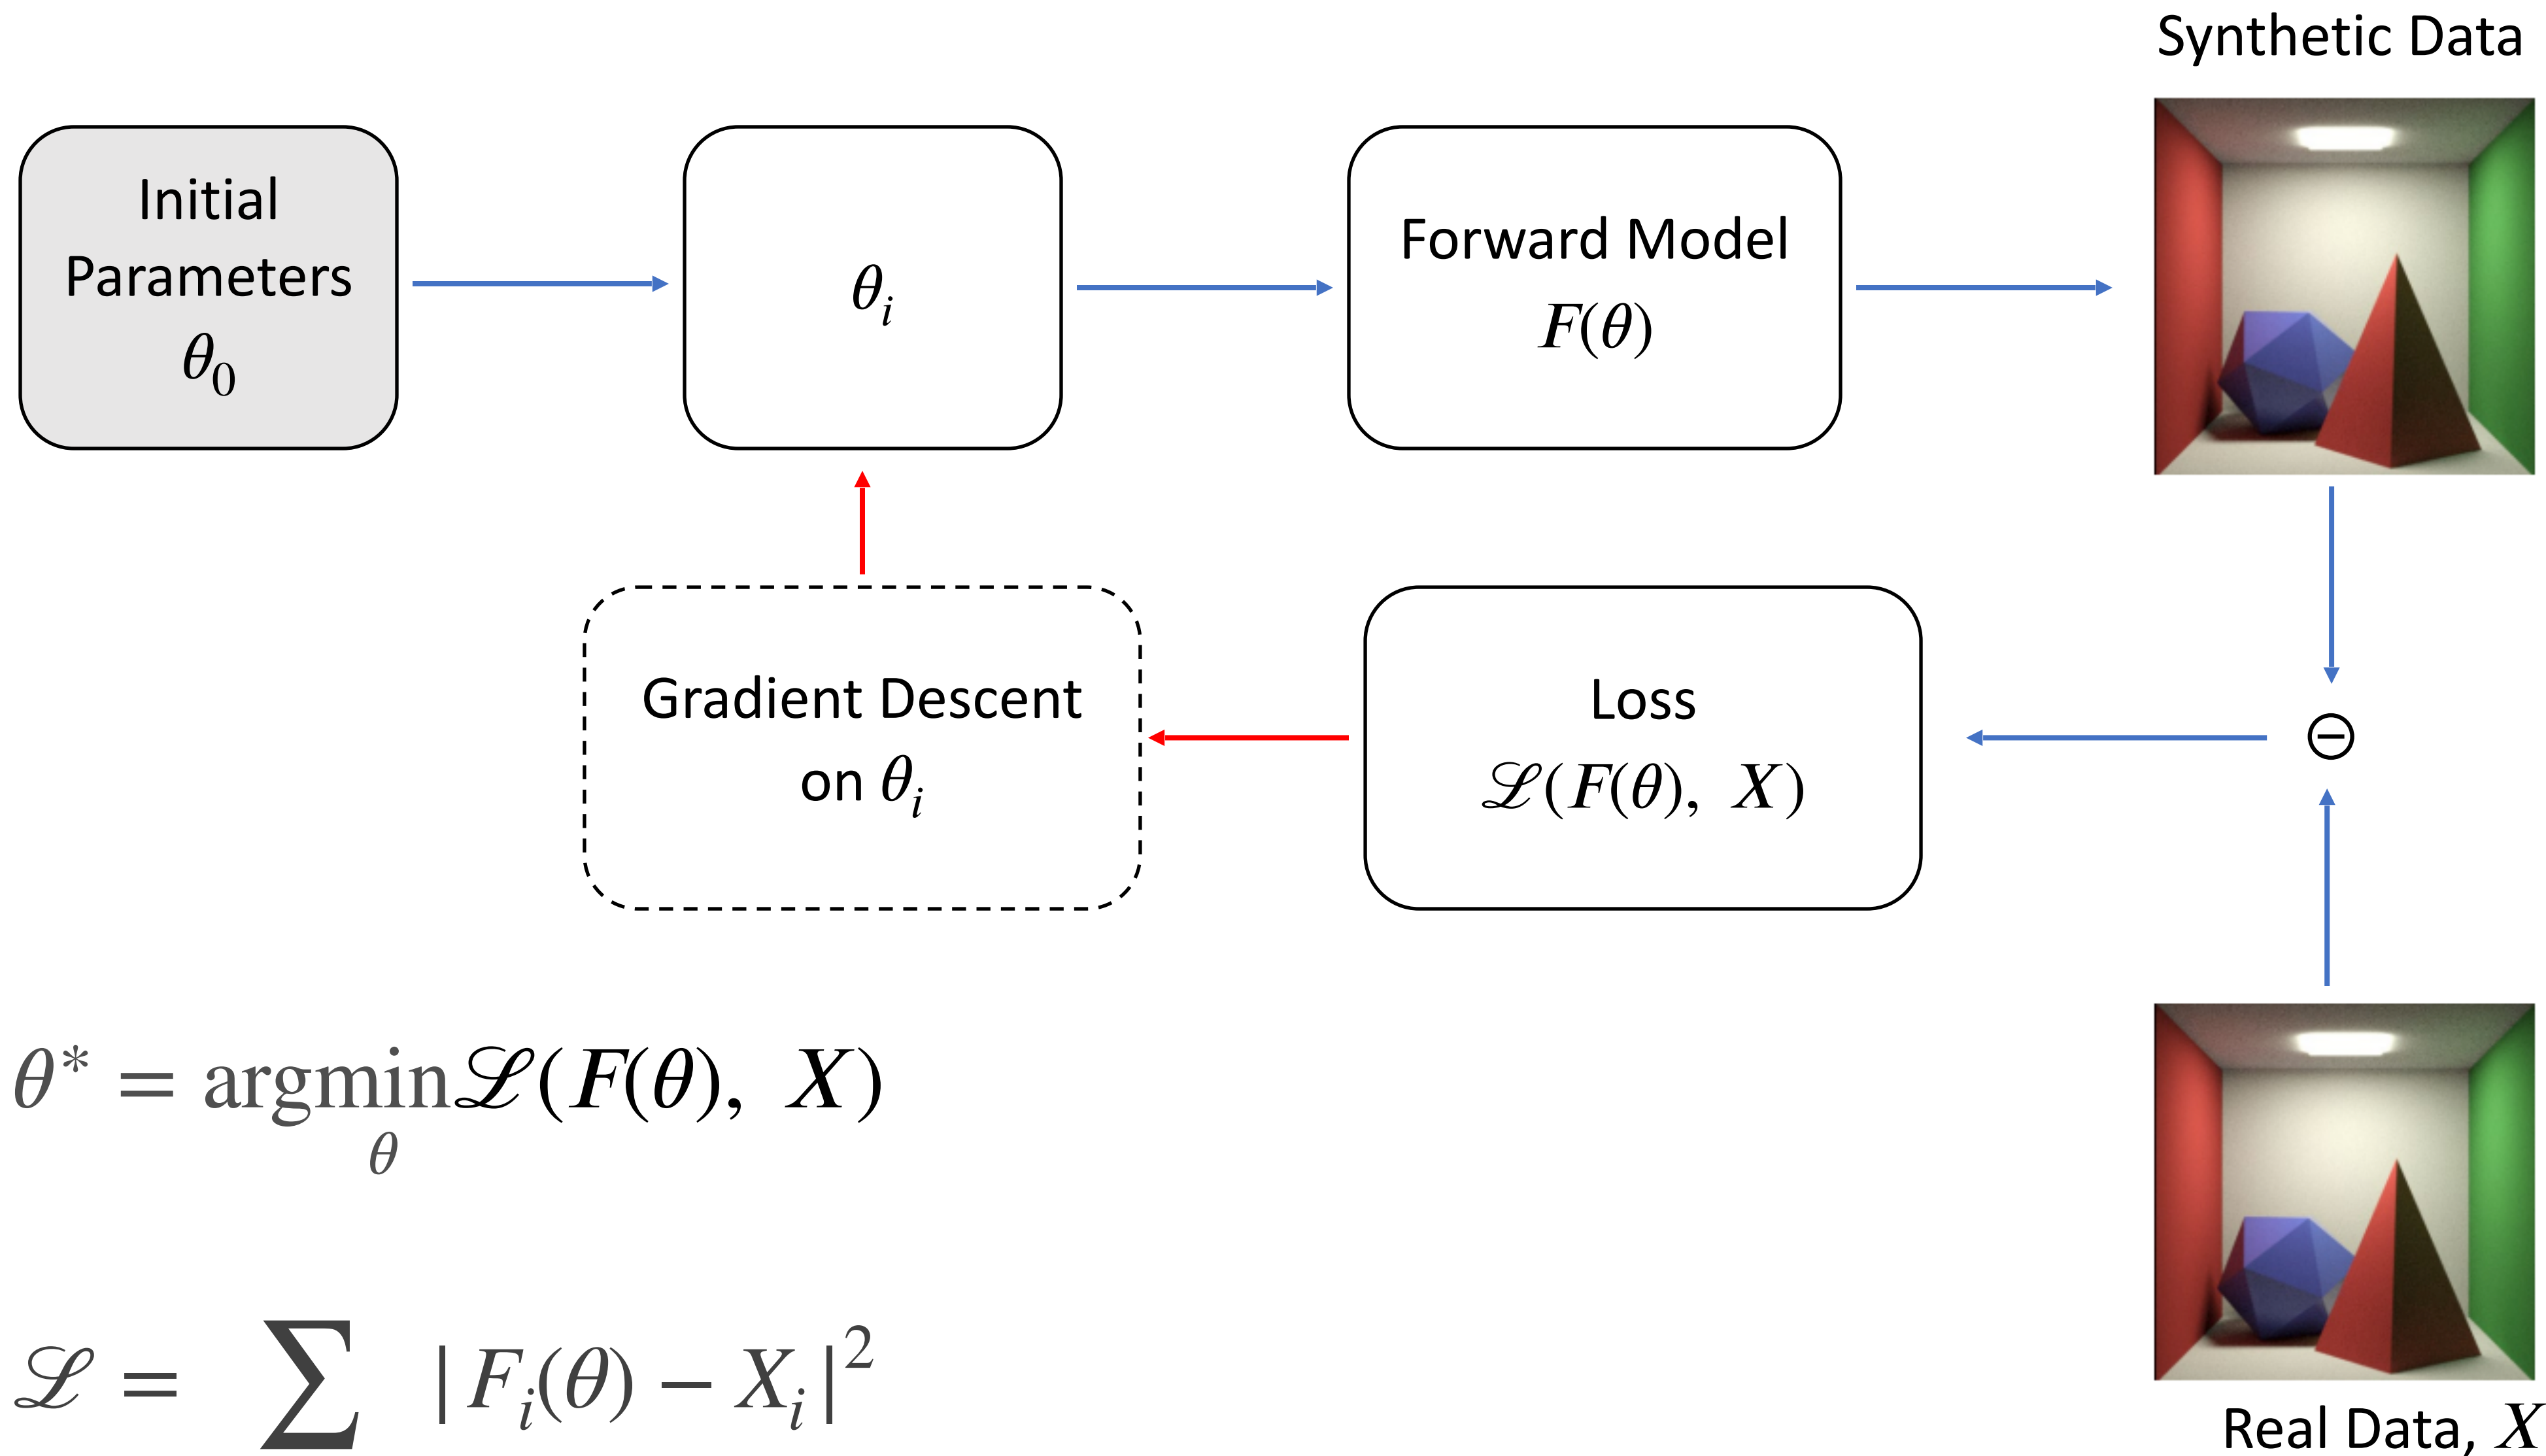 Synthetic Data
Initial
Parameters
θ₀
θᵢ
Forward Model
F(θ)
Gradient Descent
on θᵢ
Loss
ℒ(F(θ), X)
⊖
θ* = argmin ℒ(F(θ), X)
θ
ℒ = ∑ |Fᵢ(θ) − Xᵢ|²
Real Data, X